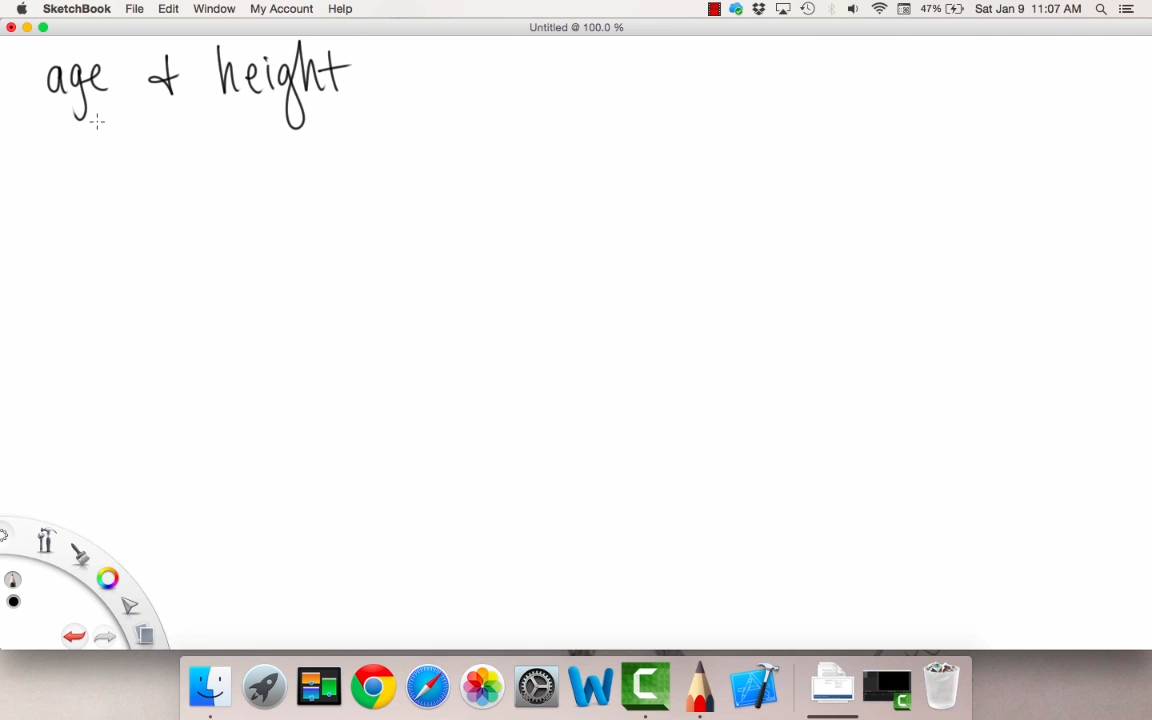 SketchBook File Edit Window My Account Help 47% Sat Jan 9 11:07 AM
Untitled @ 100.0 %
age & height